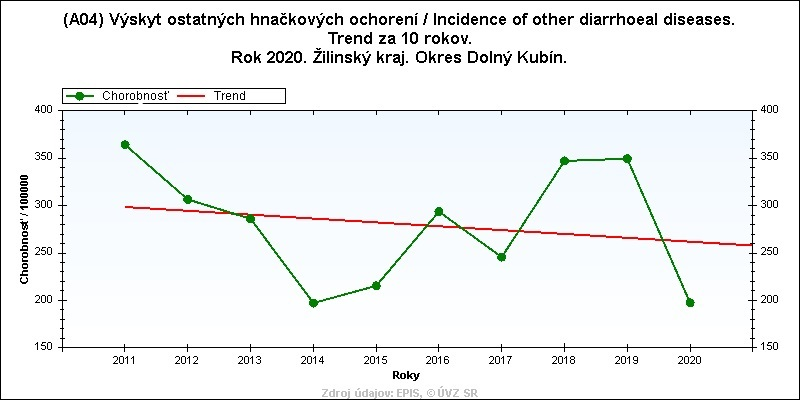 (A04) Výskyt ostatných hnačkových ochorení / Incidence of other diarrhoeal diseases.
Trend za 10 rokov.
Rok 2020. Žilinský kraj. Okres Dolný Kubín.
Chorobnosť Trend
400 400
350 350
300 300
250 250
200 200
150 150
Chorobnosť / 100000
2011 2012 2013 2014 2015 2016 2017 2018 2019 2020
Roky
Zdroj údajov: EPIS, © ÚVZ SR